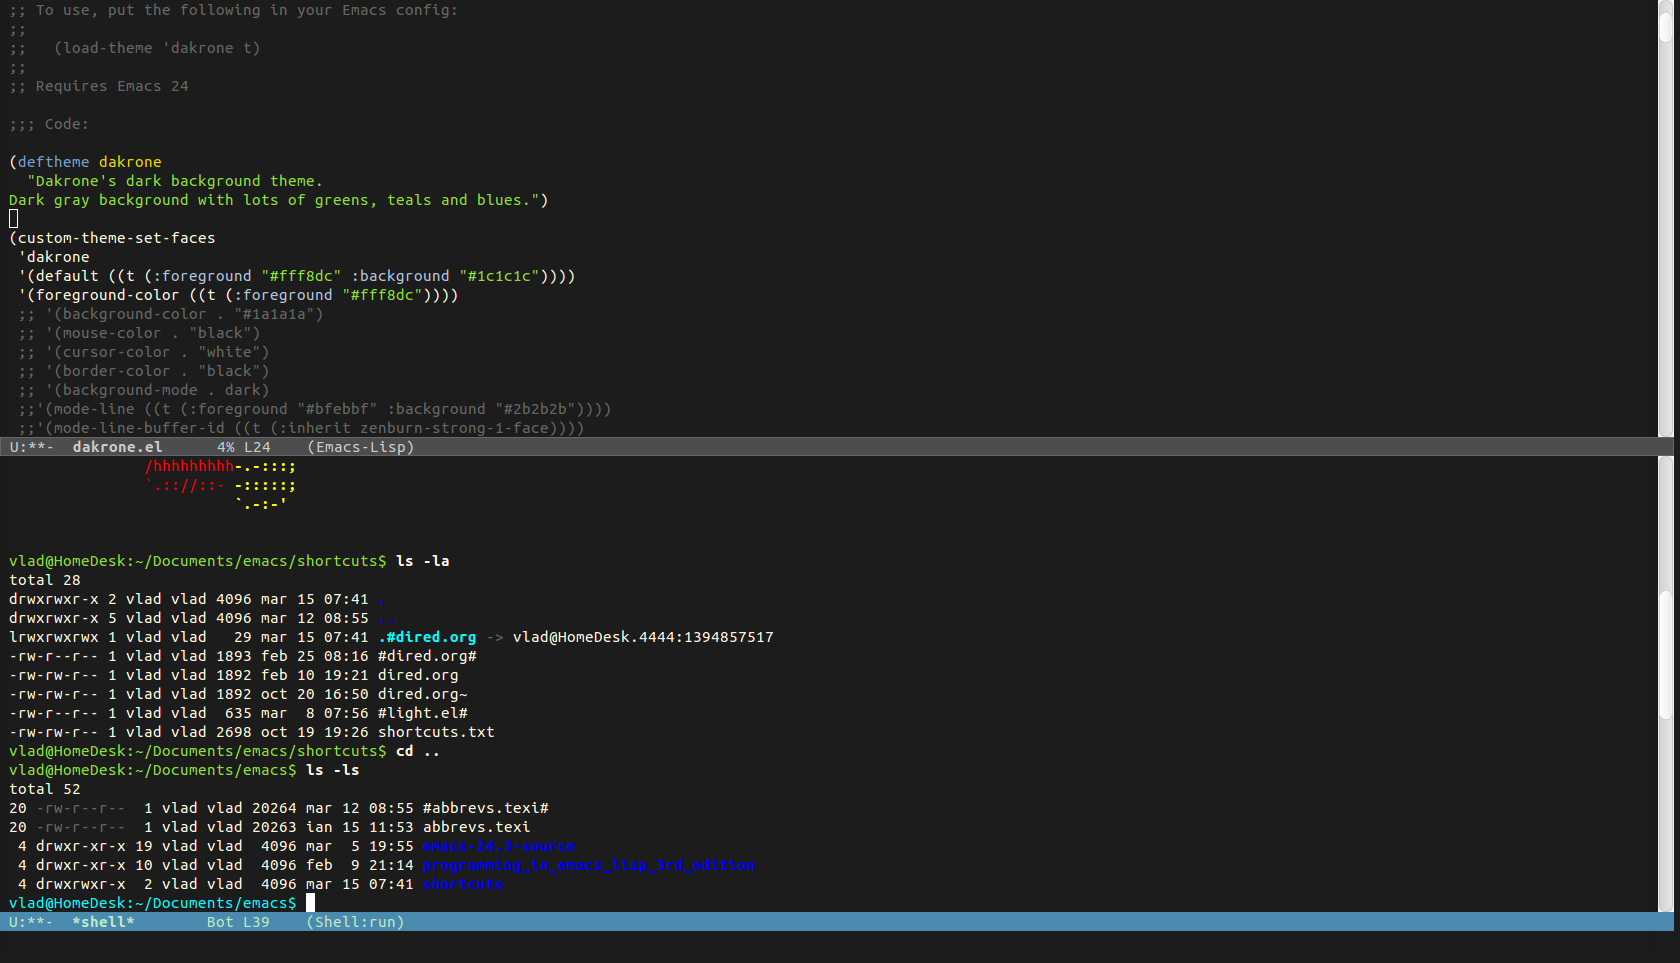 ;; To use, put the following in your Emacs config:
;;
;;   (load-theme 'dakrone t)
;;
;; Requires Emacs 24

;;; Code:

(deftheme dakrone
  "Dakrone's dark background theme.
Dark gray background with lots of greens, teals and blues.")

(custom-theme-set-faces
 'dakrone
 '(default ((t (:foreground "#fff8dc" :background "#1c1c1c"))))
 '(foreground-color ((t (:foreground "#fff8dc"))))
 ;; '(background-color . "#1a1a1a")
 ;; '(mouse-color . "black")
 ;; '(cursor-color . "white")
 ;; '(border-color . "black")
 ;; '(background-mode . dark)
 ;;'(mode-line ((t (:foreground "#bfebbf" :background "#2b2b2b"))))
 ;;'(mode-line-buffer-id ((t (:inherit zenburn-strong-1-face))))
U:**-  dakrone.el      4% L24    (Emacs-Lisp)
               /hhhhhhhhh-.-:::;
               `.:://::- -:::::;
                         `.-:-'

vlad@HomeDesk:~/Documents/emacs/shortcuts$ ls -la
total 28
drwxrwxr-x 2 vlad vlad 4096 mar 15 07:41 .
drwxrwxr-x 5 vlad vlad 4096 mar 12 08:55 ..
lrwxrwxrwx 1 vlad vlad   29 mar 15 07:41 .#dired.org -> vlad@HomeDesk.4444:1394857517
-rw-r--r-- 1 vlad vlad 1893 feb 25 08:16 #dired.org#
-rw-rw-r-- 1 vlad vlad 1892 feb 10 19:21 dired.org
-rw-rw-r-- 1 vlad vlad 1892 oct 20 16:50 dired.org~
-rw-r--r-- 1 vlad vlad  635 mar  8 07:56 #light.el#
-rw-rw-r-- 1 vlad vlad 2698 oct 19 19:26 shortcuts.txt
vlad@HomeDesk:~/Documents/emacs/shortcuts$ cd ..
vlad@HomeDesk:~/Documents/emacs$ ls -ls
total 52
20 -rw-r--r--  1 vlad vlad 20264 mar 12 08:55 #abbrevs.texi#
20 -rw-r--r--  1 vlad vlad 20263 ian 15 11:53 abbrevs.texi
 4 drwxr-xr-x 19 vlad vlad  4096 mar  5 19:55 emacs-24.3-source
 4 drwxr-xr-x 10 vlad vlad  4096 feb  9 21:14 programming_in_emacs_lisp_3rd_edition
 4 drwxrwxr-x  2 vlad vlad  4096 mar 15 07:41 shortcuts
vlad@HomeDesk:~/Documents/emacs$
U:**-  *shell*        Bot L39    (Shell:run)